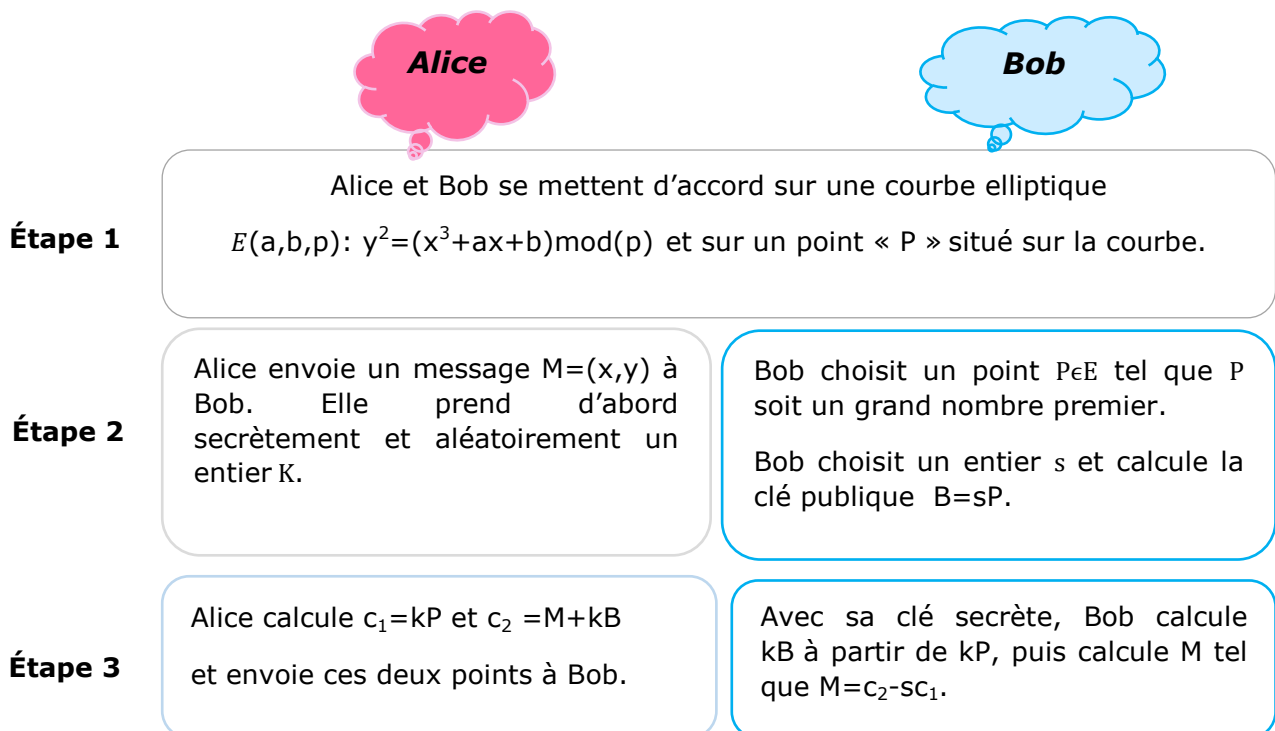 Alice
Bob
Alice et Bob se mettent d’accord sur une courbe elliptique
Étape 1
E(a,b,p): y²=(x³+ax+b)mod(p) et sur un point « P » situé sur la courbe.
Étape 2
Alice envoie un message M=(x,y) à
Bob. Elle prend d’abord
secrètement et aléatoirement un
entier K.
Bob choisit un point PϵE tel que P
soit un grand nombre premier.
Bob choisit un entier s et calcule la
clé publique B=sP.
Étape 3
Alice calcule c₁=kP et c₂ =M+kB
et envoie ces deux points à Bob.
Avec sa clé secrète, Bob calcule
kB à partir de kP, puis calcule M tel
que M=c₂-sc₁.